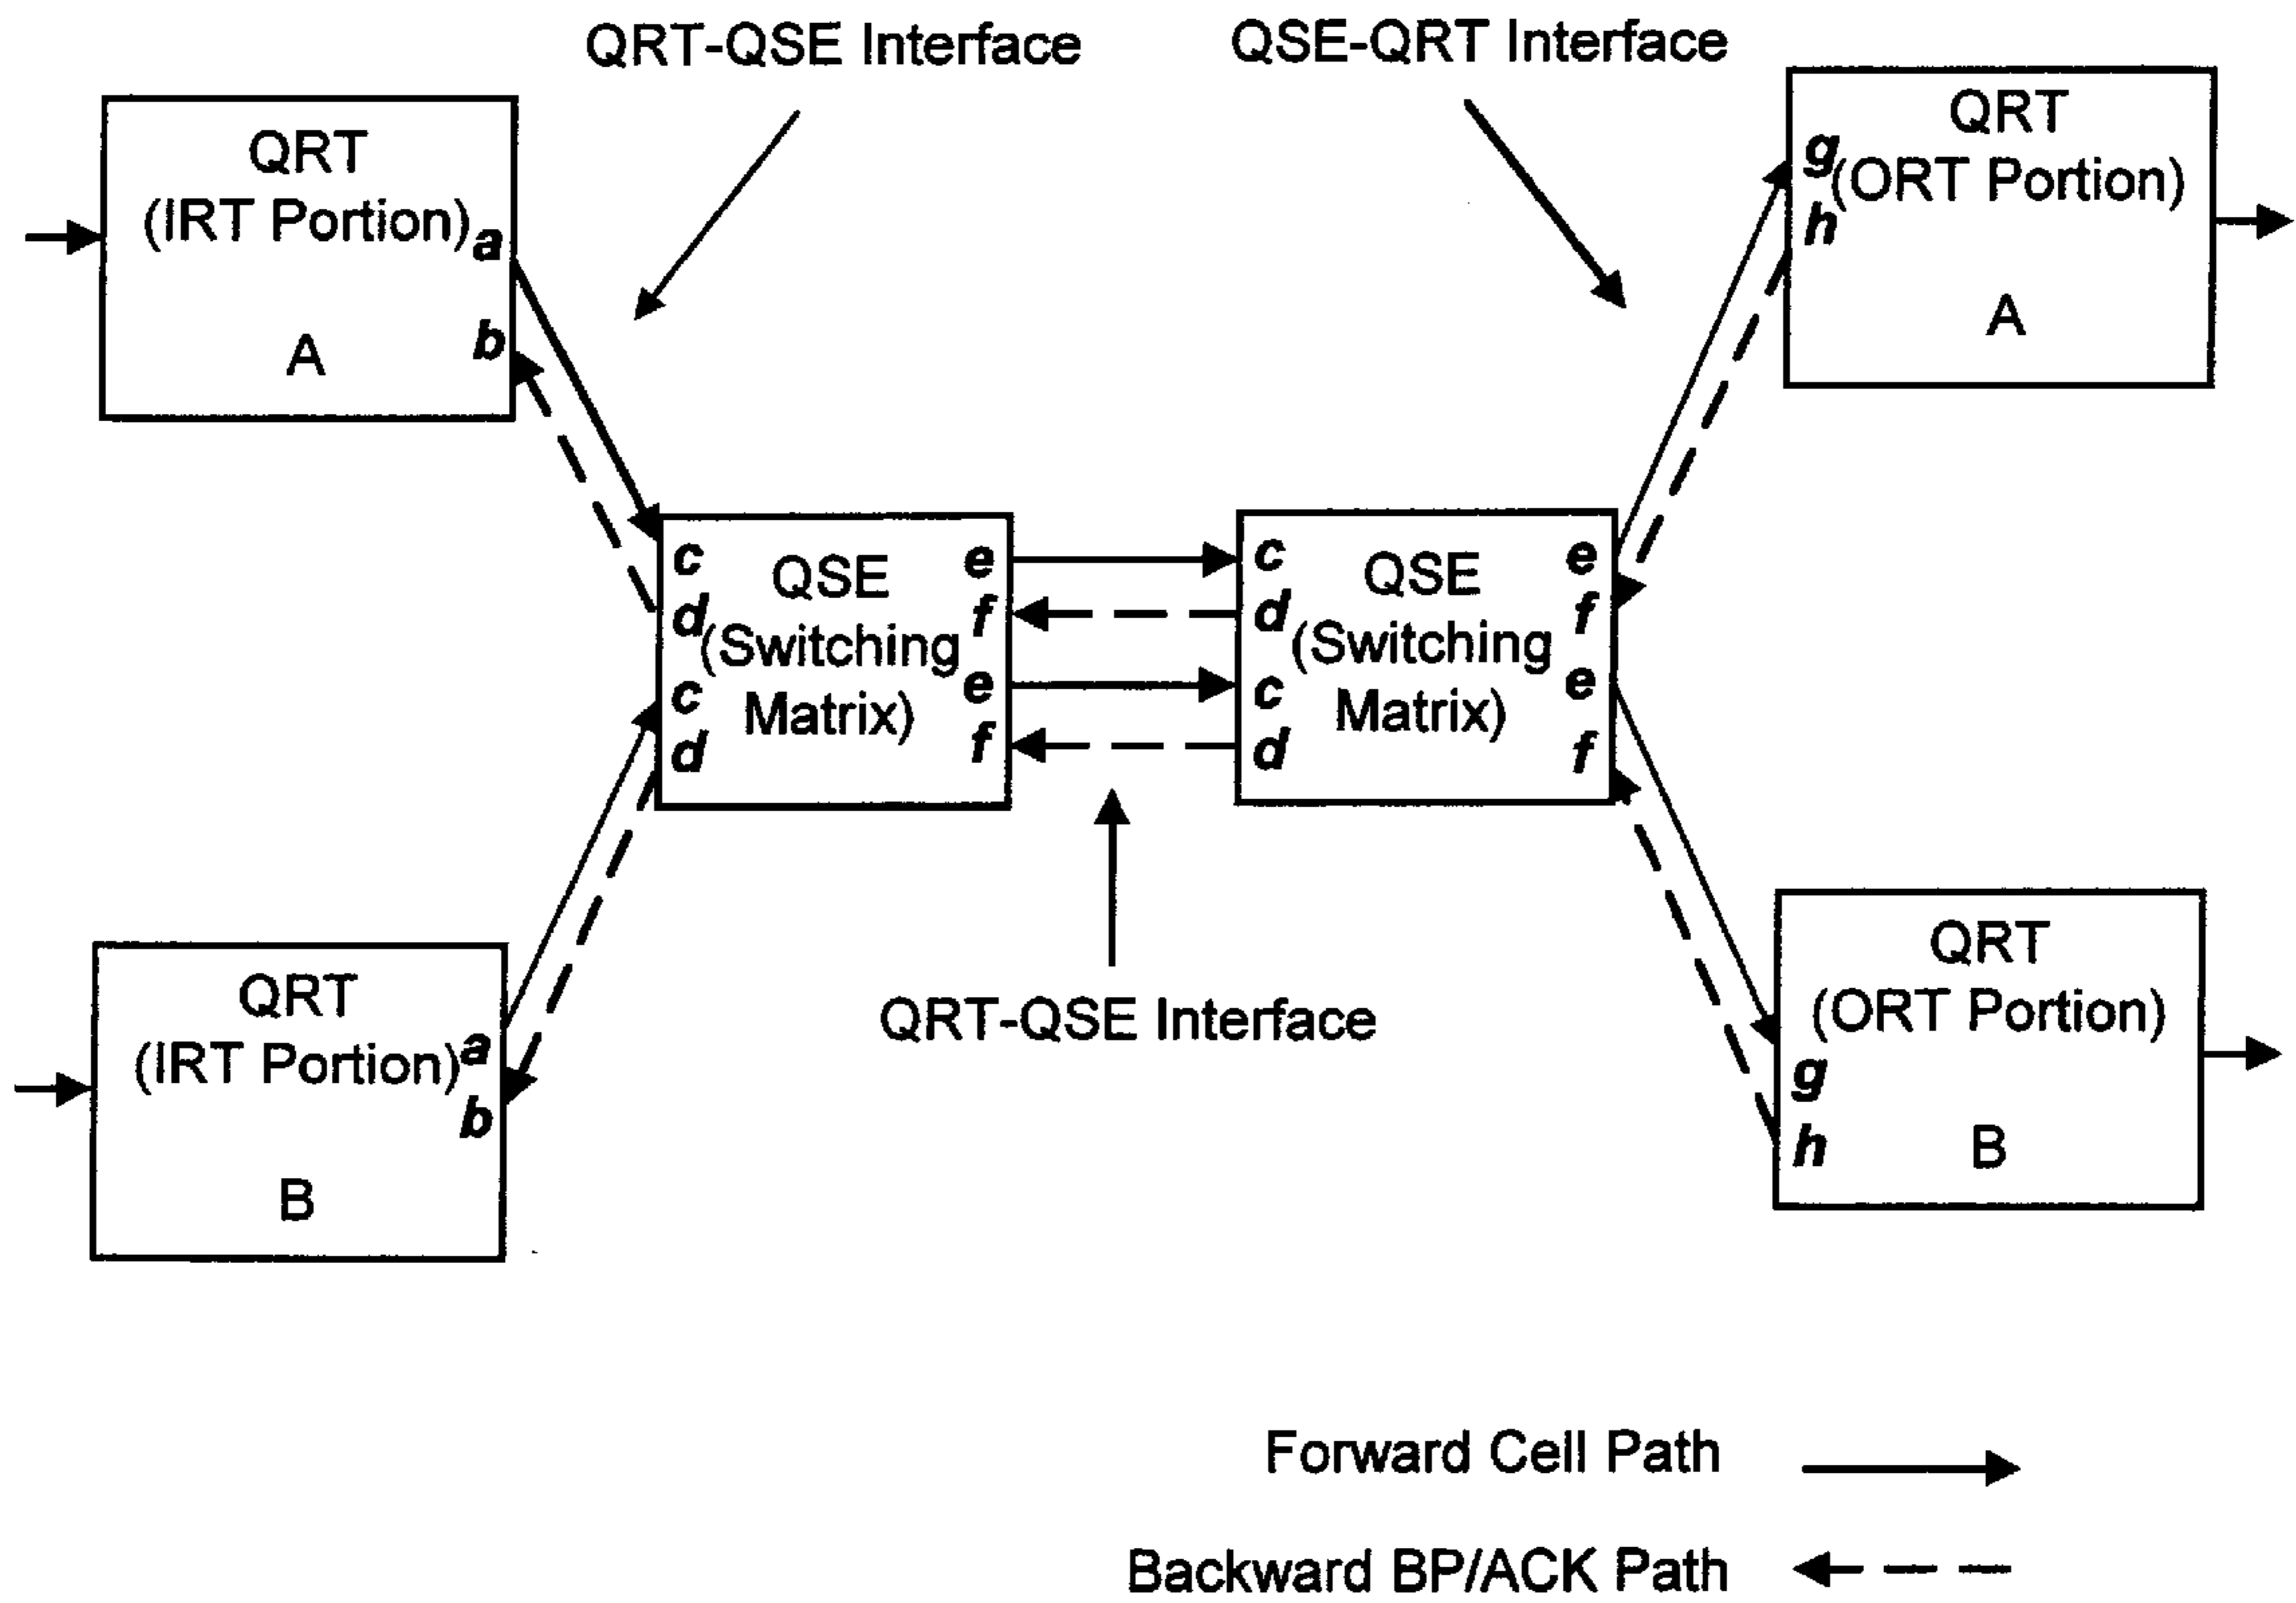 QRT-QSE Interface
QSE-QRT Interface
QRT
(IRT Portion)
a
b
A
QRT
(ORT Portion)
g
h
A
c
d
c
d
QSE
(Switching
Matrix)
e
f
e
f
c
d
c
d
QSE
(Switching
Matrix)
e
f
e
f
QRT
(IRT Portion)
a
b
B
QRT-QSE Interface
QRT
(ORT Portion)
g
h
B
Forward Cell Path
Backward BP/ACK Path